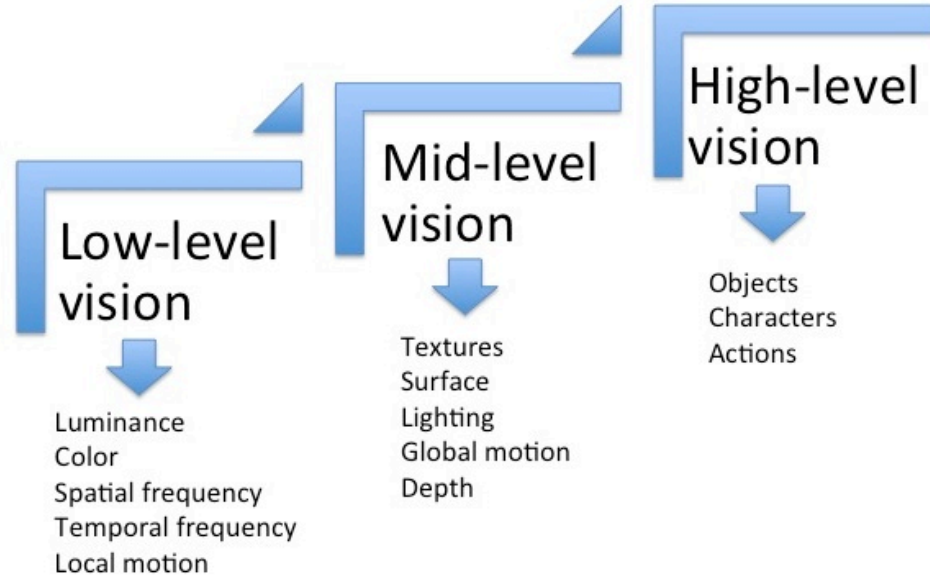 Low-level
vision
Luminance
Color
Spatial frequency
Temporal frequency
Local motion
Mid-level
vision
Textures
Surface
Lighting
Global motion
Depth
High-level
vision
Objects
Characters
Actions